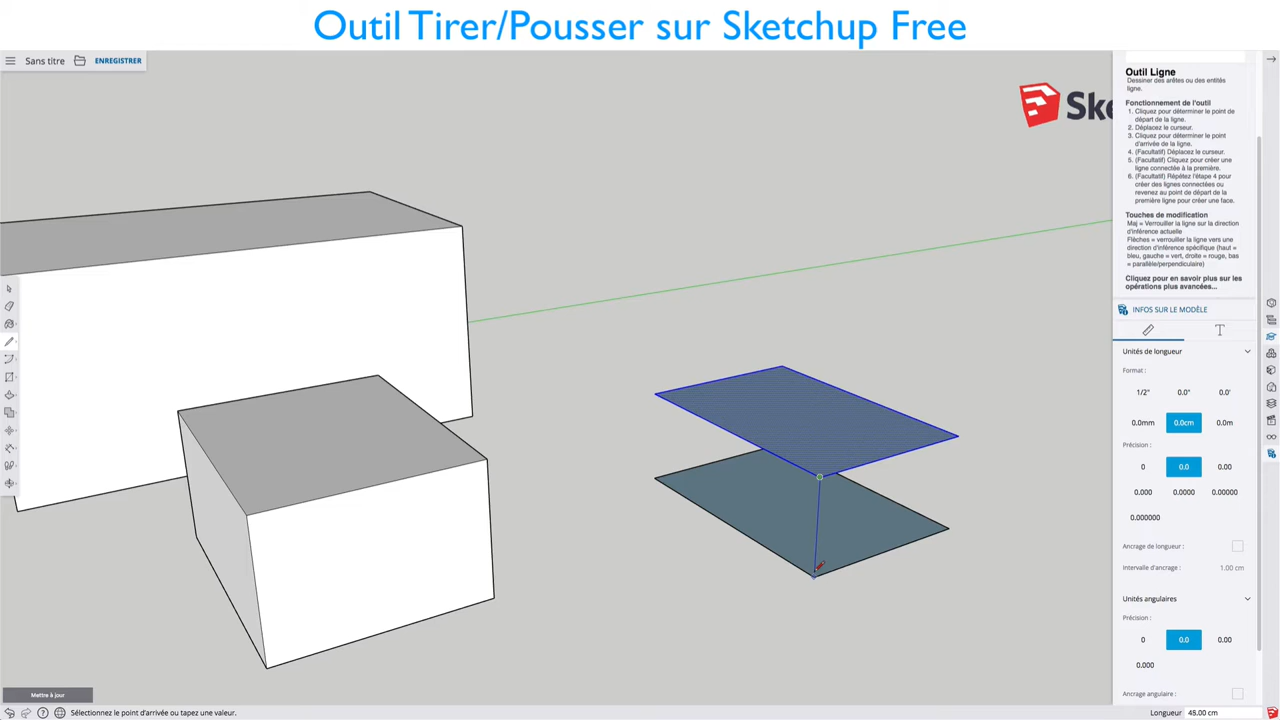 Outil Tirer/Pousser sur Sketchup Free
Sans titre
ENREGISTRER
Outil Ligne
Dessiner des arêtes ou des entités
ligne.
Fonctionnement de l'outil
1. Cliquez pour déterminer le point de
départ de la ligne.
2. Déplacez le curseur.
3. Cliquez pour déterminer le point
d'arrivée de la ligne.
4. (Facultatif) Déplacez le curseur.
5. (Facultatif) Cliquez pour créer une
ligne connectée à la première.
6. (Facultatif) Répétez l'étape 4 pour
créer des lignes connectées ou
revenez au point de départ de la
première ligne pour créer une face.
Touches de modification
Maj = Verrouiller la ligne sur la direction
d'inférence actuelle
Flèches = verrouiller la ligne vers une
direction d'inférence spécifique (haut =
bleu, gauche = vert, droite = rouge, bas
= parallèle/perpendiculaire)
Cliquez pour en savoir plus sur les
opérations plus avancées...
Ske
INFOS SUR LE MODÈLE
Unités de longueur
Format :
1/2" 0.0" 0.0'
0.0mm 0.0cm 0.0m
Précision :
0 0.0 0.00
0.000 0.0000 0.00000
0.000000
Ancrage de longueur :
Intervalle d'ancrage : 1.00 cm
Unités angulaires
Précision :
0 0.0 0.00
0.000
Ancrage angulaire :
Mettre à jour
Sélectionnez le point d'arrivée ou tapez une valeur.
Longueur 45.00 cm